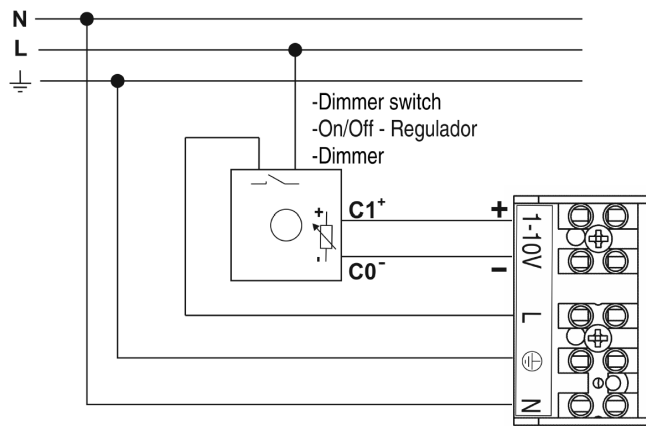 N
L
-Dimmer switch
-On/Off - Regulador
-Dimmer
+
-
C1+
C0-
+
−
1-10V
L
N